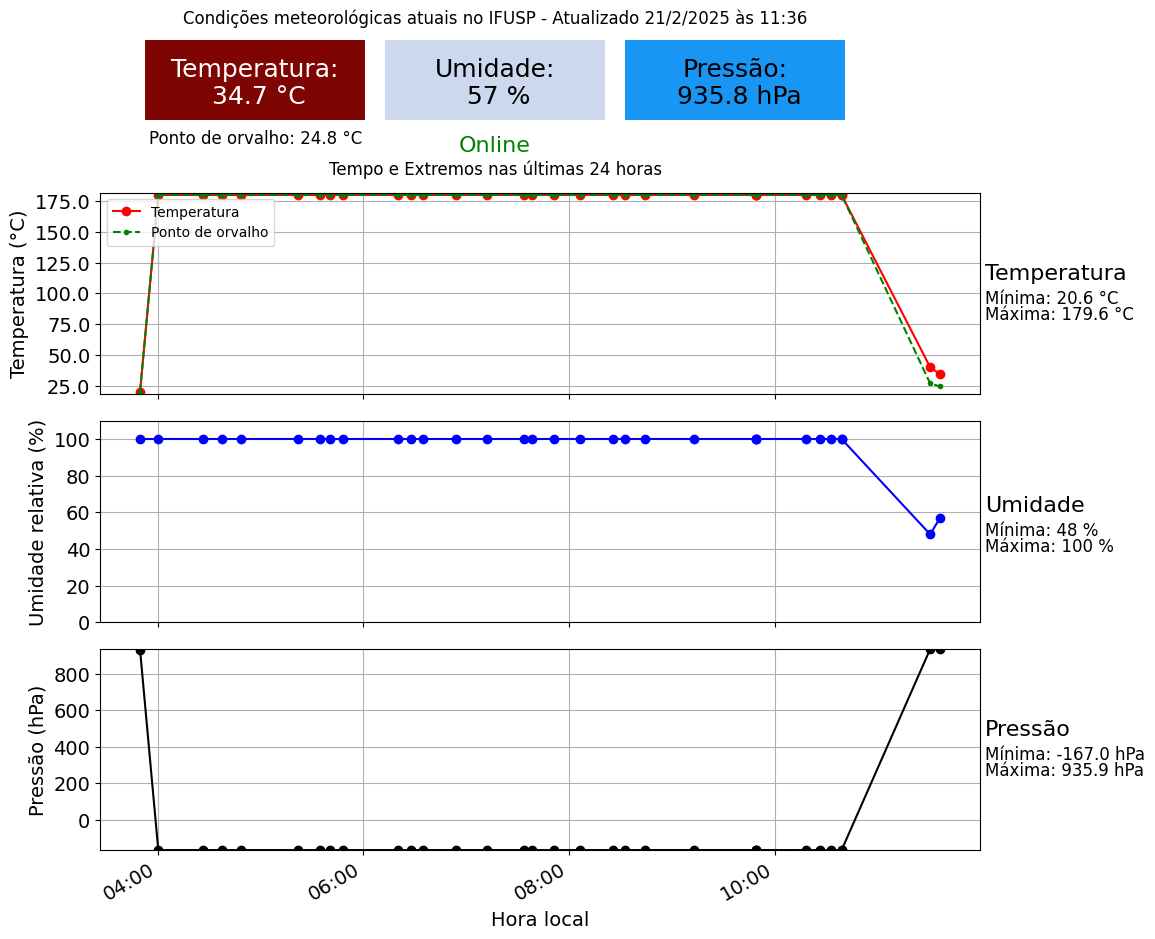 Condições meteorológicas atuais no IFUSP - Atualizado 21/2/2025 às 11:36
Temperatura:
34.7 °C
Umidade:
57 %
Pressão:
935.8 hPa
Ponto de orvalho: 24.8 °C
Online
Tempo e Extremos nas últimas 24 horas
Temperatura (°C)
175.0
150.0
125.0
100.0
75.0
50.0
25.0
Temperatura
Ponto de orvalho
Temperatura
Mínima: 20.6 °C
Máxima: 179.6 °C
Umidade relativa (%)
100
80
60
40
20
0
Umidade
Mínima: 48 %
Máxima: 100 %
Pressão (hPa)
800
600
400
200
0
Pressão
Mínima: -167.0 hPa
Máxima: 935.9 hPa
04:00
06:00
08:00
10:00
Hora local